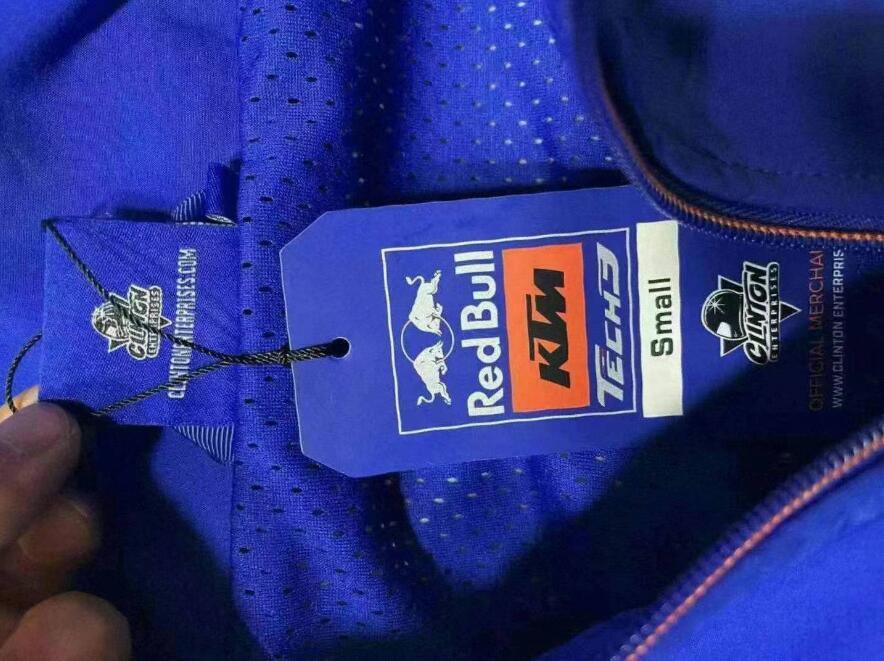 CLINTON
ENTERPRISES
CLINTONENTERPRISES.COM
Red Bull
KTM
TECH3
Small
CLINTON
ENTERPRISES
OFFICIAL MERCHAI
WWW.CLINTON ENTERPRIS